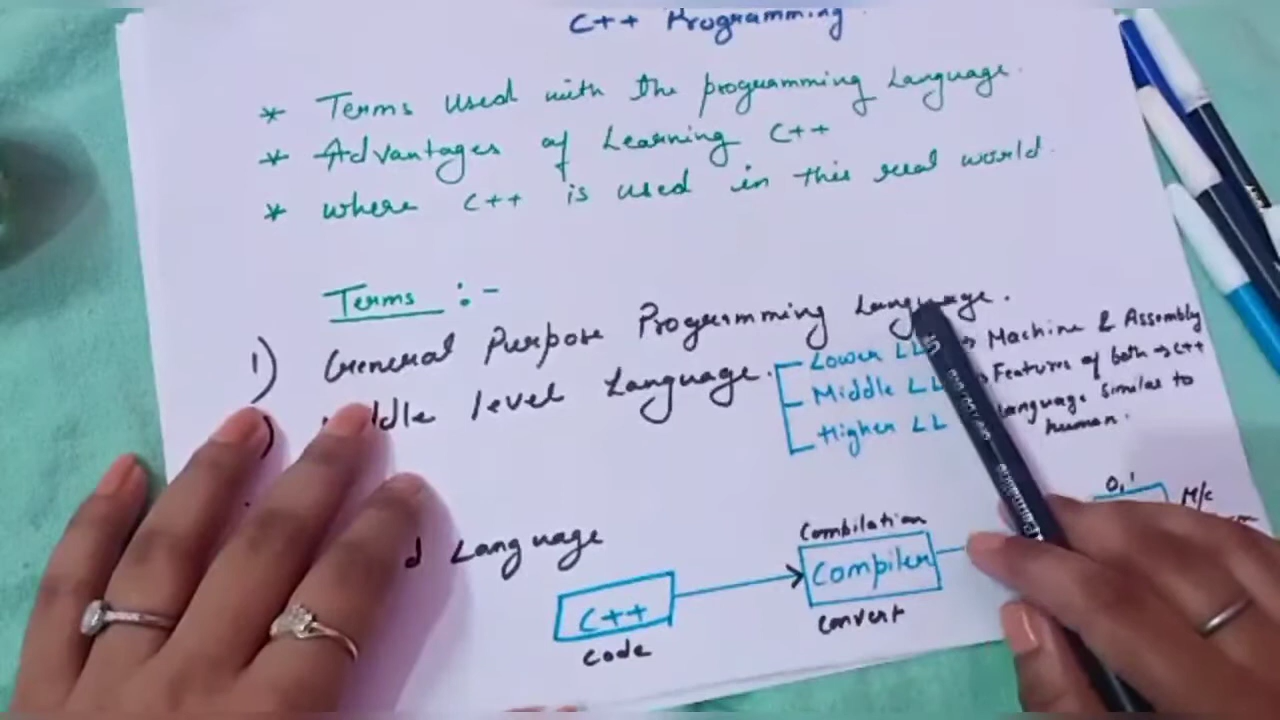 C++ Programming
* Terms used with the programming Language.
* Advantages of Learning C++
* where C++ is used in this real world.
Terms :-
1) General Purpose Programming Language.
) ddle level Language.
Lower LL → Machine & Assembly
Middle LL Features of both → C++
Higher LL Language similar to
human.
d Language
C++
code
Combilation
Compiler
convert
0,1
M/c